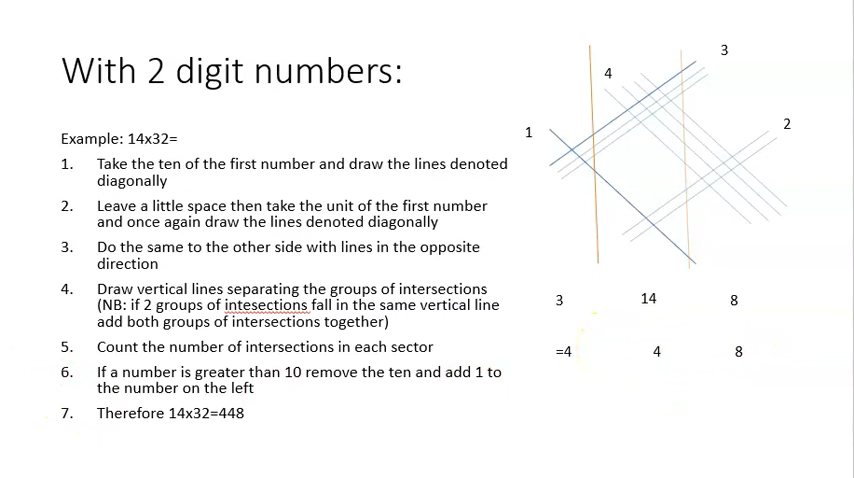 With 2 digit numbers:
Example: 14x32=
1. Take the ten of the first number and draw the lines denoted
diagonally
2. Leave a little space then take the unit of the first number
and once again draw the lines denoted diagonally
3. Do the same to the other side with lines in the opposite
direction
4. Draw vertical lines separating the groups of intersections
(NB: if 2 groups of intesections fall in the same vertical line
add both groups of intersections together)
5. Count the number of intersections in each sector
6. If a number is greater than 10 remove the ten and add 1 to
the number on the left
7. Therefore 14x32=448
3
4
1
2
3 14 8
=4 4 8